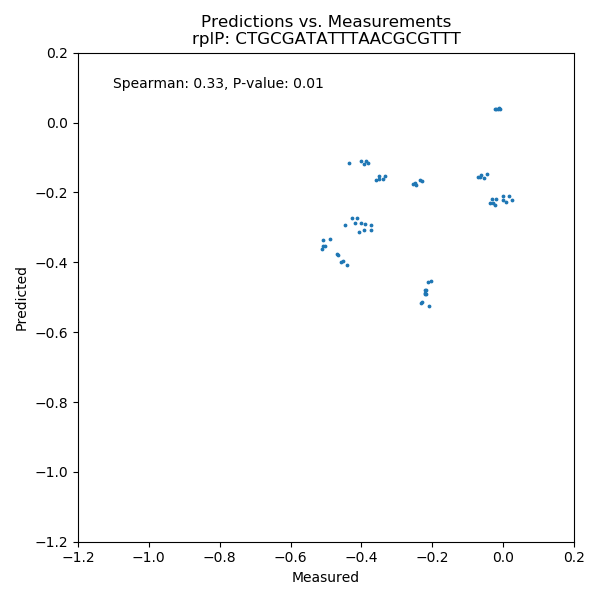 Predictions vs. Measurements
rplP: CTGCGATATTTAACGCGTTT
Spearman: 0.33, P-value: 0.01
0.2
0.0
−0.2
−0.4
−0.6
−0.8
−1.0
−1.2
Predicted
−1.2 −1.0 −0.8 −0.6 −0.4 −0.2 0.0 0.2
Measured